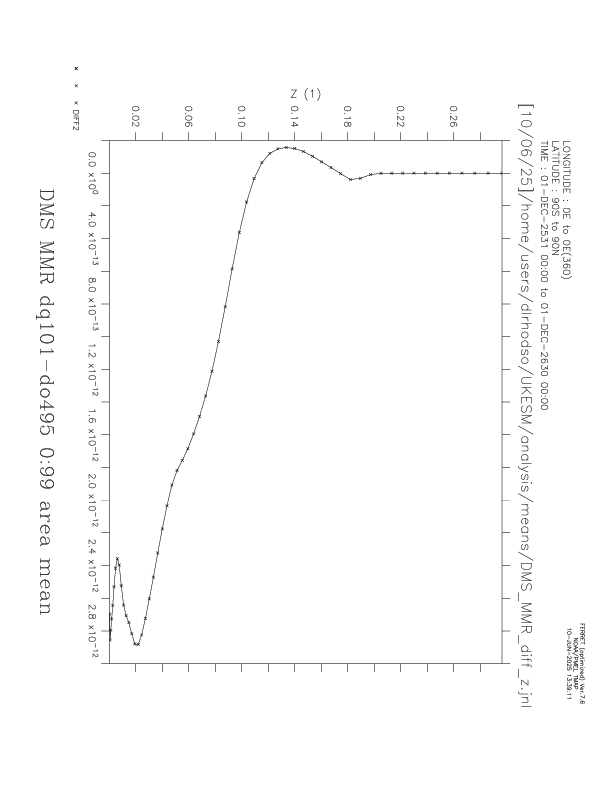 FERRET (optimized) Ver.7.6
NOAA/PMEL TMAP
10-JUN-2025 13:39:11
LONGITUDE : 0E to 0E(360)
LATITUDE : 90S to 90N
TIME : 01-DEC-2531 00:00 to 01-DEC-2630 00:00
[10/06/25]/home/users/dlrhodso/UKESM/analysis/means/DMS_MMR_diff_z.jnl
Z (1)
0.26
0.22
0.18
0.14
0.10
0.06
0.02
0.0 x10⁰
4.0 x10⁻¹³
8.0 x10⁻¹³
1.2 x10⁻¹²
1.6 x10⁻¹²
2.0 x10⁻¹²
2.4 x10⁻¹²
2.8 x10⁻¹²
× × × DIFF2
DMS MMR dq101-do495 0:99 area mean